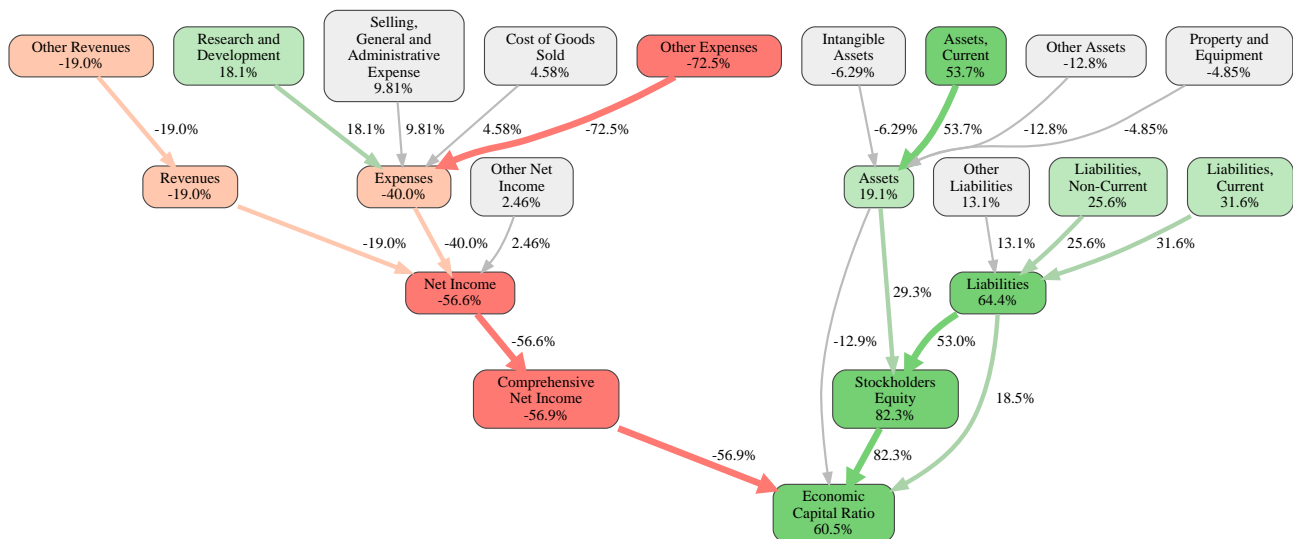 Other Revenues
-19.0%
Research and
Development
18.1%
Selling,
General and
Administrative
Expense
9.81%
Cost of Goods
Sold
4.58%
Other Expenses
-72.5%
Intangible
Assets
-6.29%
Assets,
Current
53.7%
Other Assets
-12.8%
Property and
Equipment
-4.85%
-19.0%
18.1%
9.81%
4.58%
-72.5%
-6.29%
53.7%
-12.8%
-4.85%
Revenues
-19.0%
Expenses
-40.0%
Other Net
Income
2.46%
Assets
19.1%
Other
Liabilities
13.1%
Liabilities,
Non-Current
25.6%
Liabilities,
Current
31.6%
-19.0%
-40.0%
2.46%
13.1%
25.6%
31.6%
Net Income
-56.6%
29.3%
Liabilities
64.4%
-56.6%
-12.9%
53.0%
Comprehensive
Net Income
-56.9%
Stockholders
Equity
82.3%
18.5%
-56.9%
82.3%
Economic
Capital Ratio
60.5%